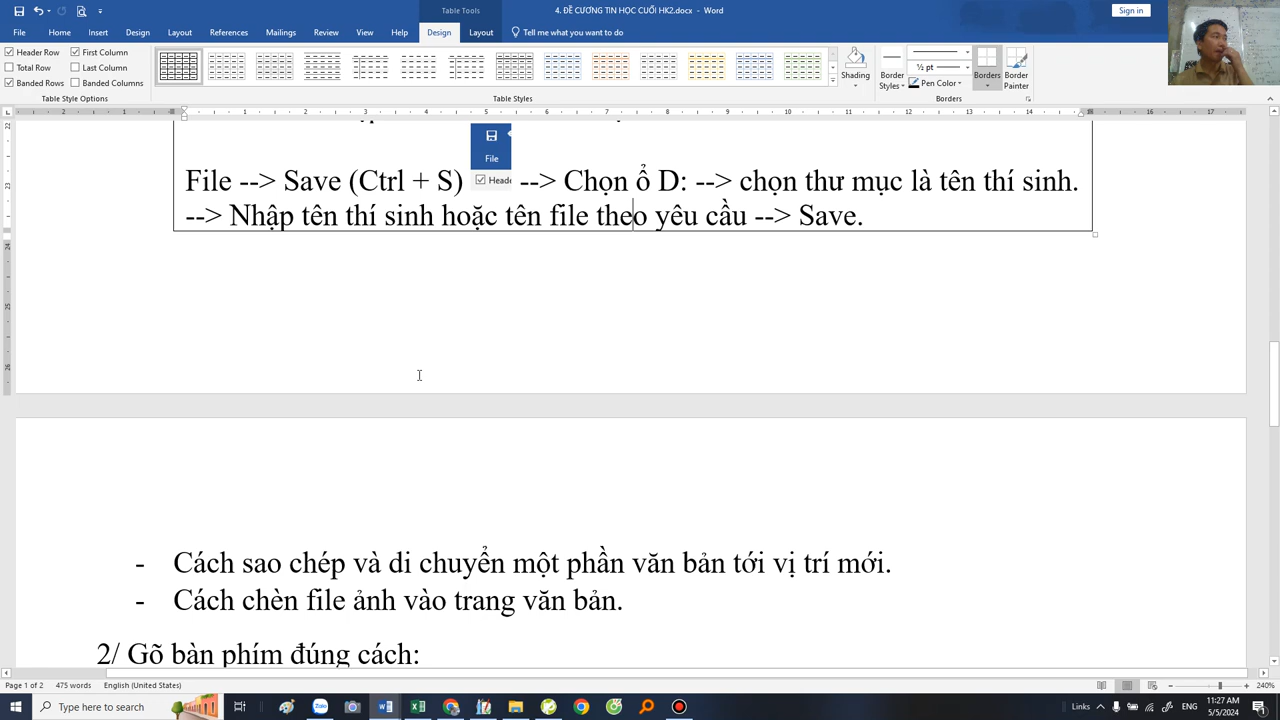 Table Tools
4. ĐỀ CƯƠNG TIN HỌC CUỐI HK2.docx - Word
Sign in
File Home Insert Design Layout References Mailings Review View Help Design Layout Tell me what you want to do
Header Row First Column
Total Row Last Column
Banded Rows Banded Columns
Shading
Border Styles
½ pt
Pen Color
Borders
Border Painter
Table Style Options
Table Styles
Borders
File
Heade
File --> Save (Ctrl + S) --> Chọn ổ D: --> chọn thư mục là tên thí sinh.
--> Nhập tên thí sinh hoặc tên file theo yêu cầu --> Save.
- Cách sao chép và di chuyển một phần văn bản tới vị trí mới.
- Cách chèn file ảnh vào trang văn bản.
2/ Gõ bàn phím đúng cách:
Page 1 of 2 475 words English (United States)
240%
Type here to search
Links
ENG
11:27 AM
5/5/2024